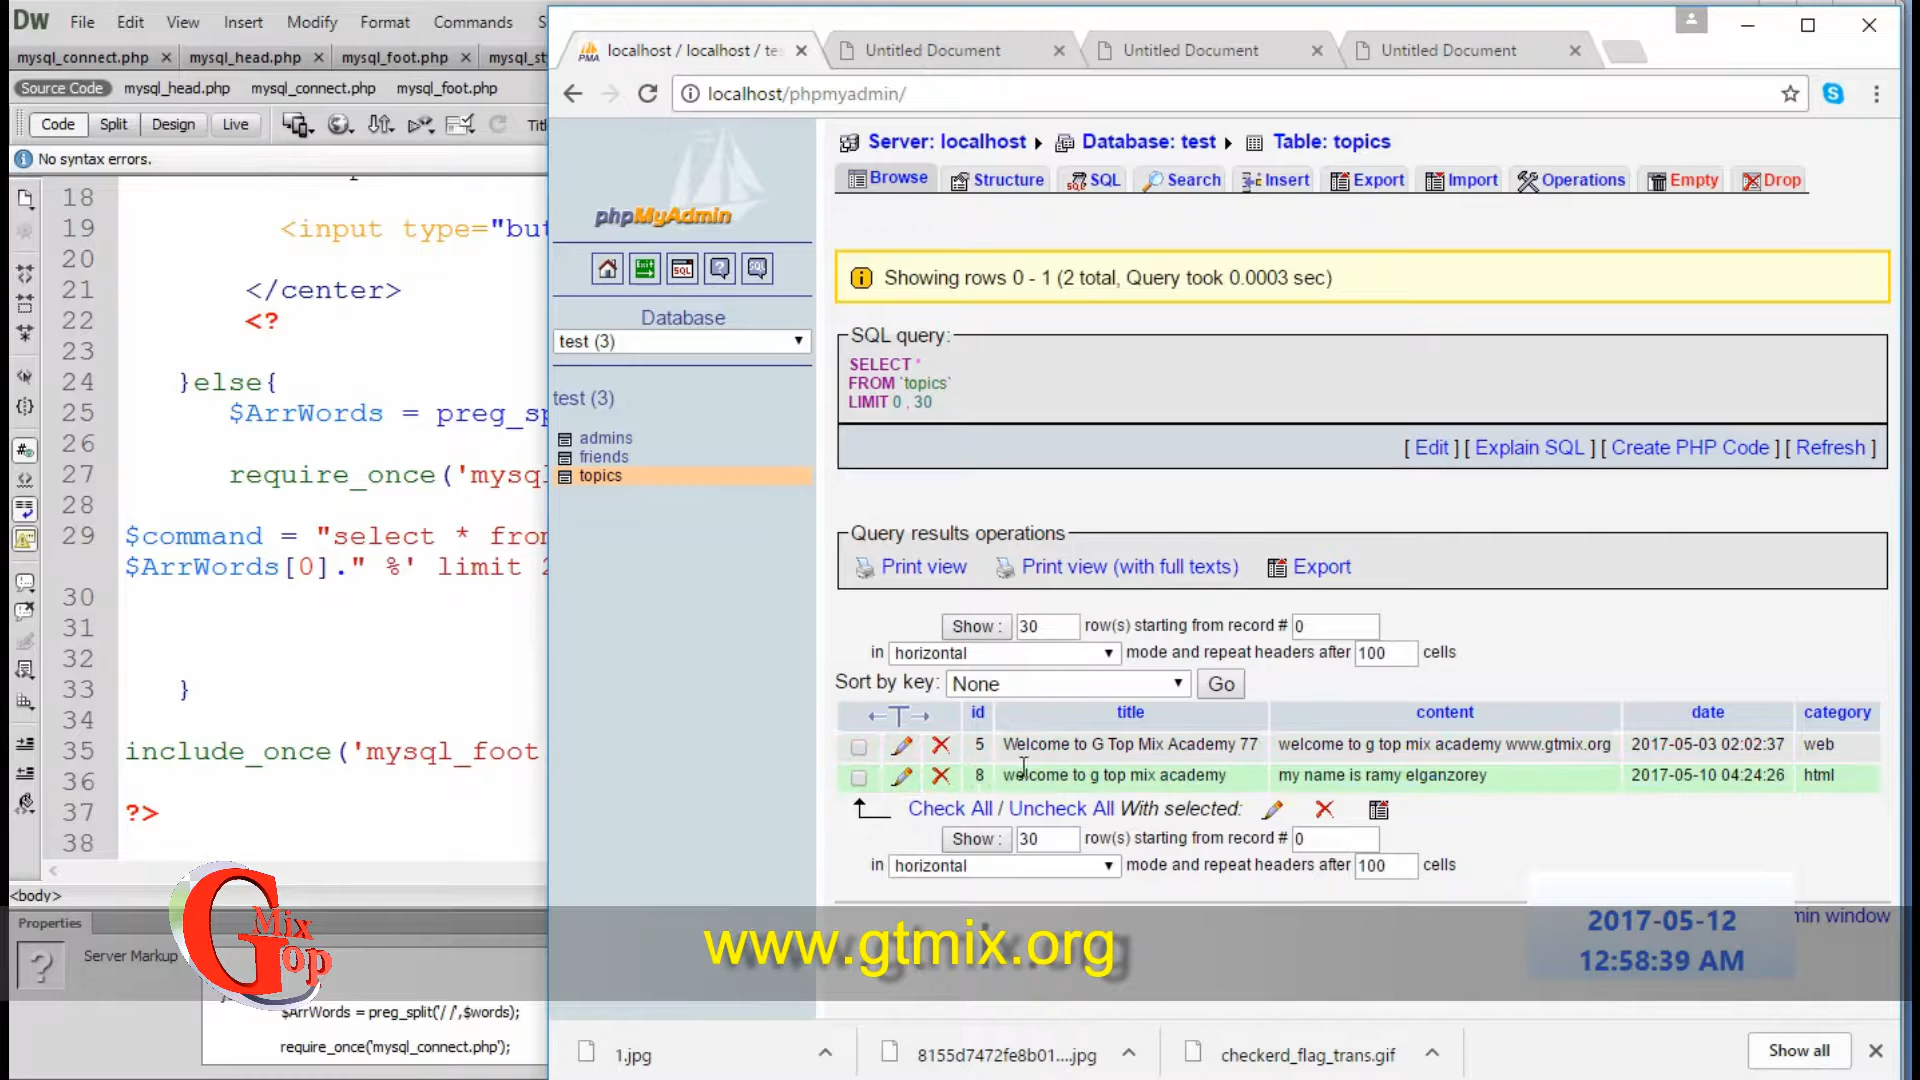 Dw File Edit View Insert Modify Format Commands S
mysql_connect.php × mysql_head.php × mysql_foot.php × mysql_st
Source Code mysql_head.php mysql_connect.php mysql_foot.php
Code Split Design Live Titl
No syntax errors.
18
19 <input type="but
20
21 </center>
22 <?
23
24 }else{
25 $ArrWords = preg_sp
26
27 require_once('mysql
28
29 $command = "select * from
$ArrWords[0]." %' limit 2
30
31
32
33 }
34
35 include_once('mysql_foot
36
37 ?>
38
<body>
Properties
Server Markup
$ArrWords = preg_split('/ /',$words);
require_once('mysql_connect.php');
G Mix Top
localhost / localhost / te × Untitled Document × Untitled Document × Untitled Document ×
localhost/phpmyadmin/
phpMyAdmin
Database
test (3)
test (3)
admins
friends
topics
Server: localhost Database: test Table: topics
Browse Structure SQL Search Insert Export Import Operations Empty Drop
Showing rows 0 - 1 (2 total, Query took 0.0003 sec)
SQL query:
SELECT *
FROM `topics`
LIMIT 0 , 30
[ Edit ] [ Explain SQL ] [ Create PHP Code ] [ Refresh ]
Query results operations
Print view Print view (with full texts) Export
Show : 30 row(s) starting from record # 0
in horizontal mode and repeat headers after 100 cells
Sort by key: None Go
←T→ id title content date category
5 Welcome to G Top Mix Academy 77 welcome to g top mix academy www.gtmix.org 2017-05-03 02:02:37 web
8 welcome to g top mix academy my name is ramy elganzorey 2017-05-10 04:24:26 html
Check All / Uncheck All With selected:
Show : 30 row(s) starting from record # 0
in horizontal mode and repeat headers after 100 cells
min window
www.gtmix.org
2017-05-12
12:58:39 AM
1.jpg 8155d7472fe8b01....jpg checkerd_flag_trans.gif Show all